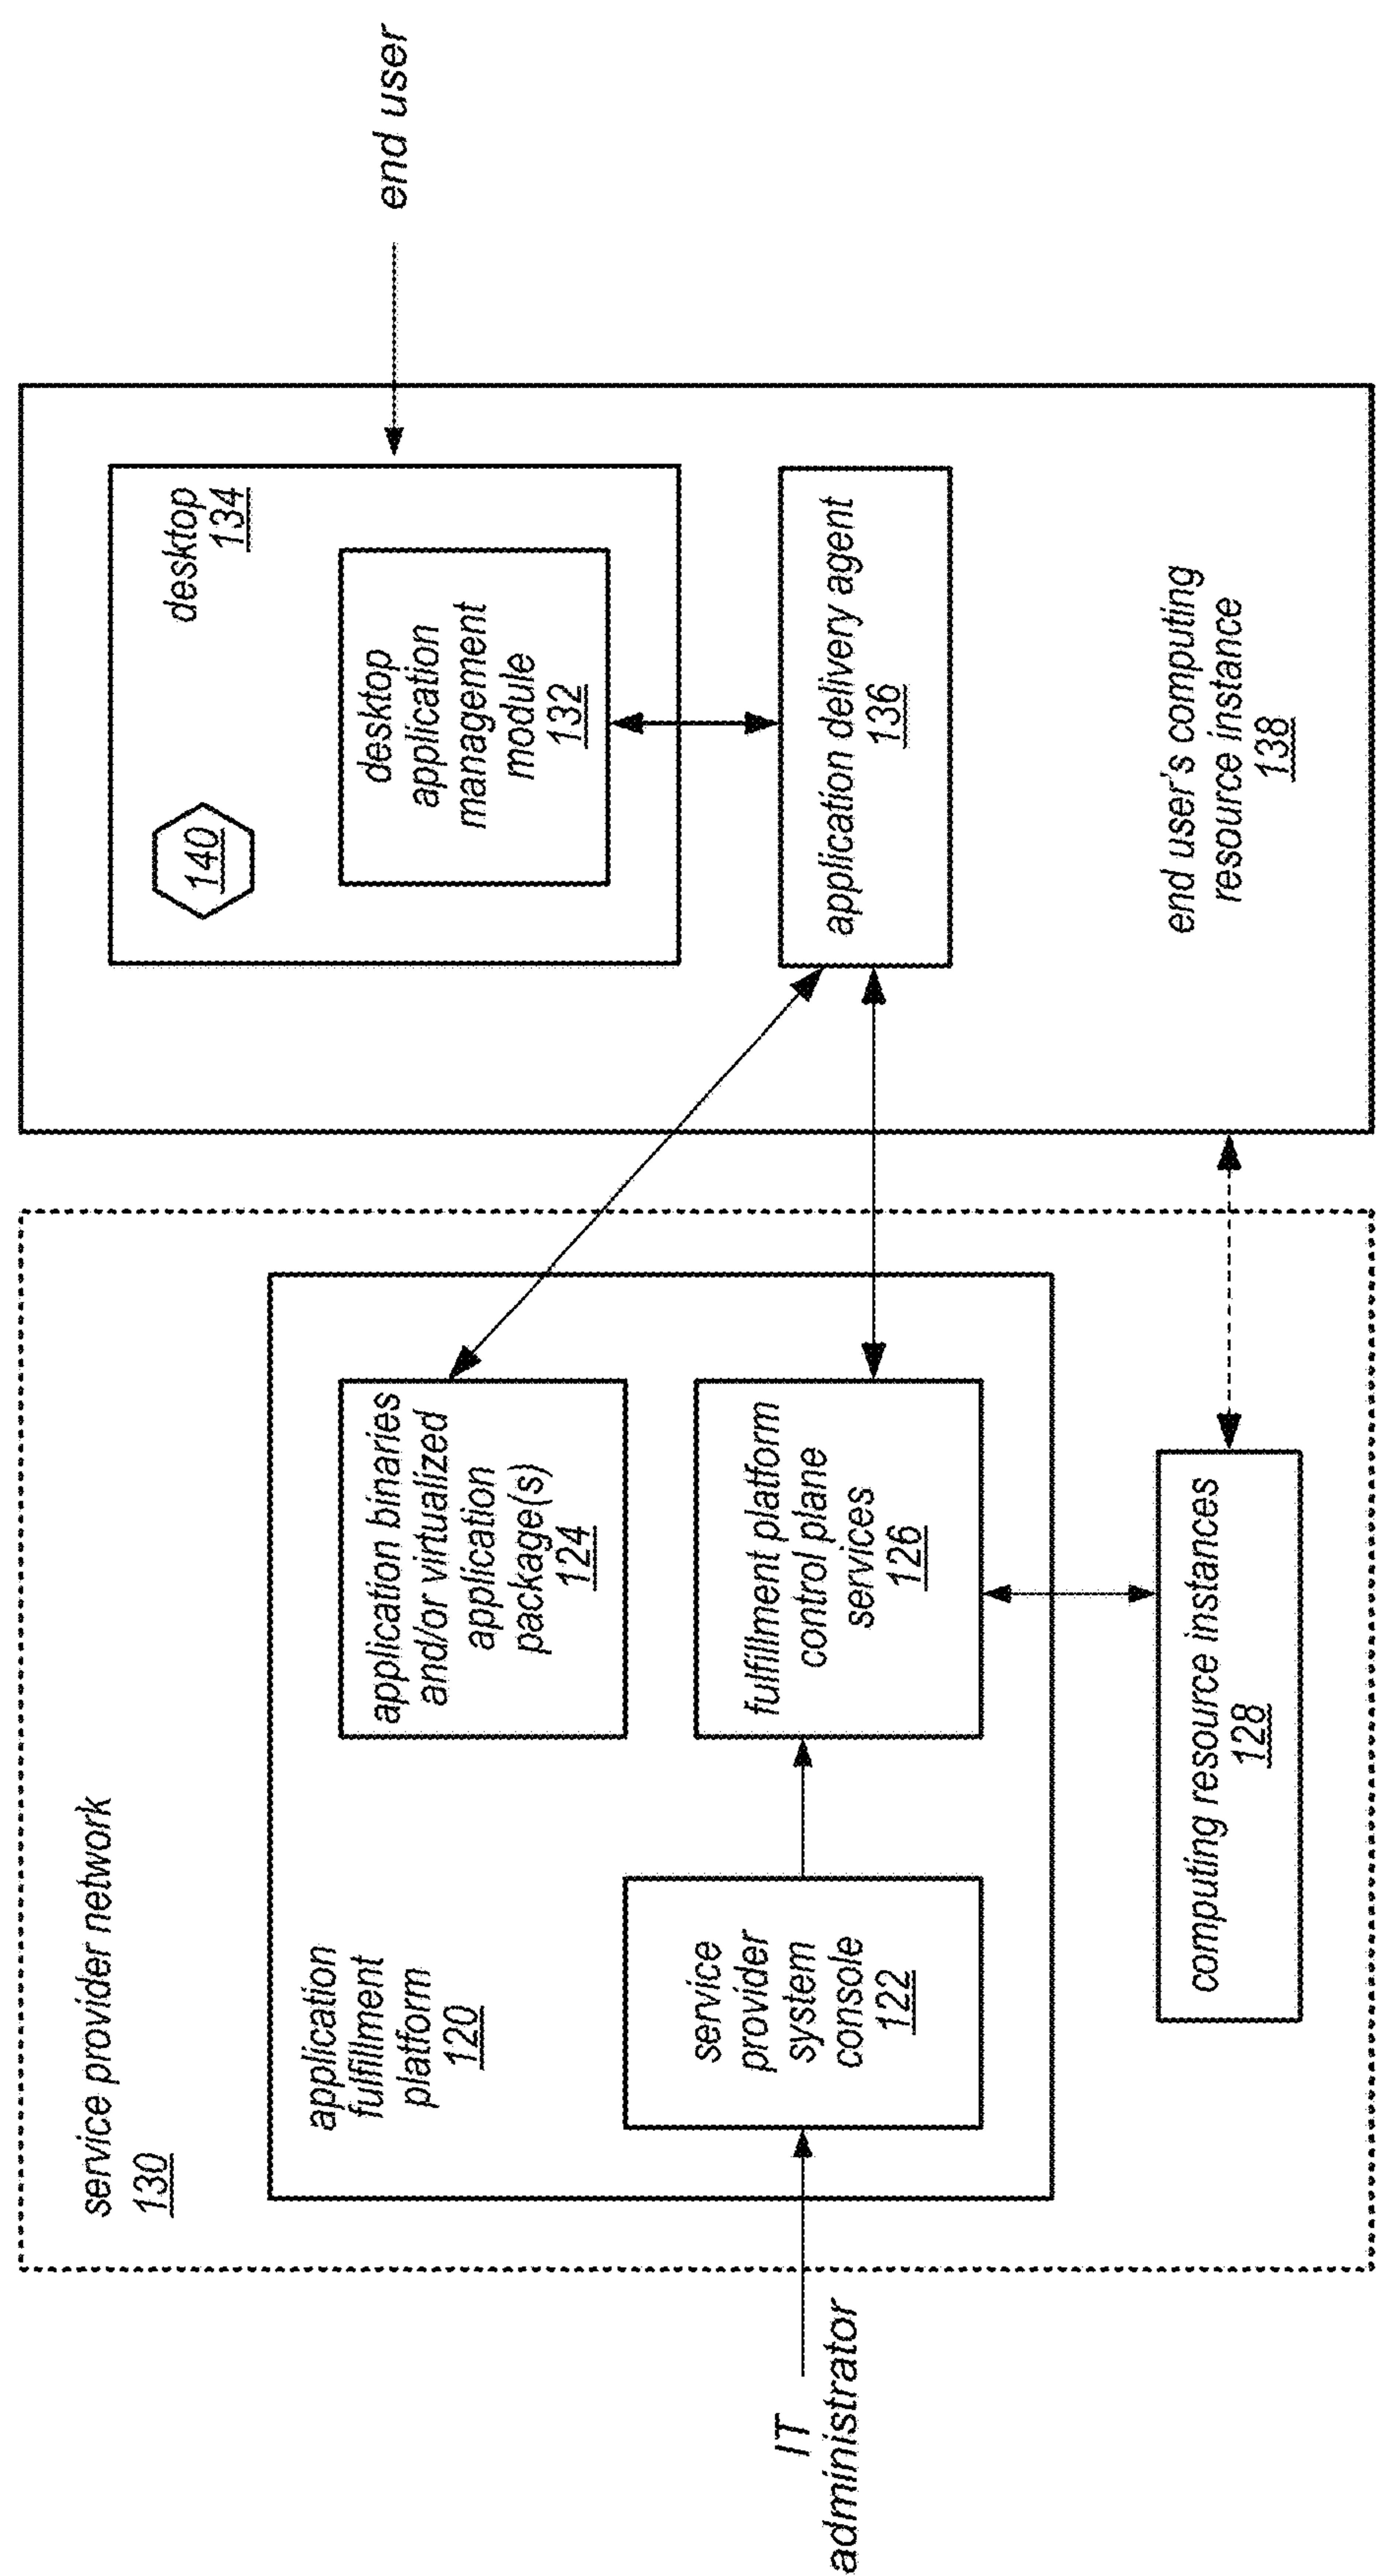 service provider network
130
application
fulfillment
platform
120
application binaries
and/or virtualized
application
package(s)
124
service
provider
system
console
122
fulfillment platform
control plane
services
126
computing resource instances
128
IT
administrator
desktop
134
140
desktop
application
management
module
132
application delivery agent
136
end user's computing
resource instance
138
end user